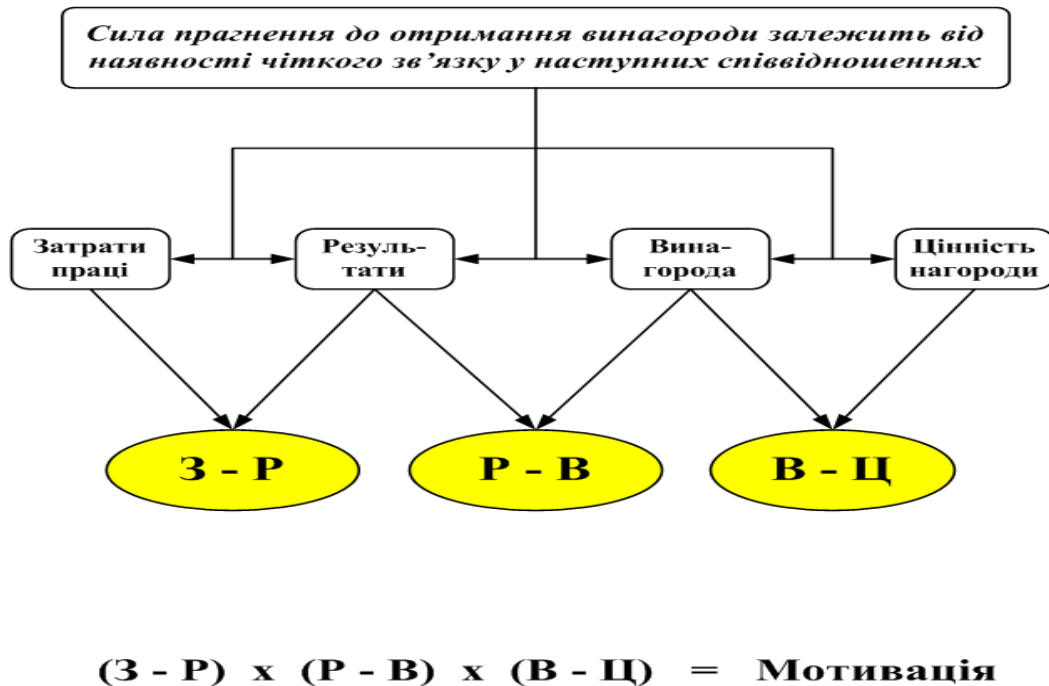 Сила прагнення до отримання винагороди залежить від
наявності чіткого зв’язку у наступних співвідношеннях
Затрати
праці
Резуль-
тати
Вина-
города
Цінність
нагороди
З - Р
Р - В
В - Ц
(З - Р) х (Р - В) х (В - Ц) = Мотивація